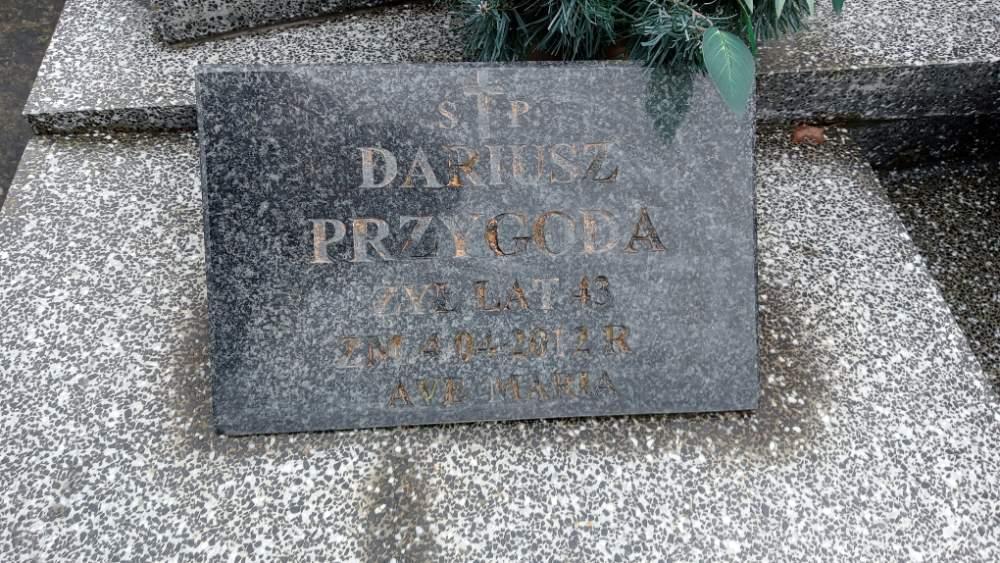 S P
DARIUSZ
PRZYGODA
ŻYŁ LAT 43
ZM 4-04-2012 R
AVE MARIA